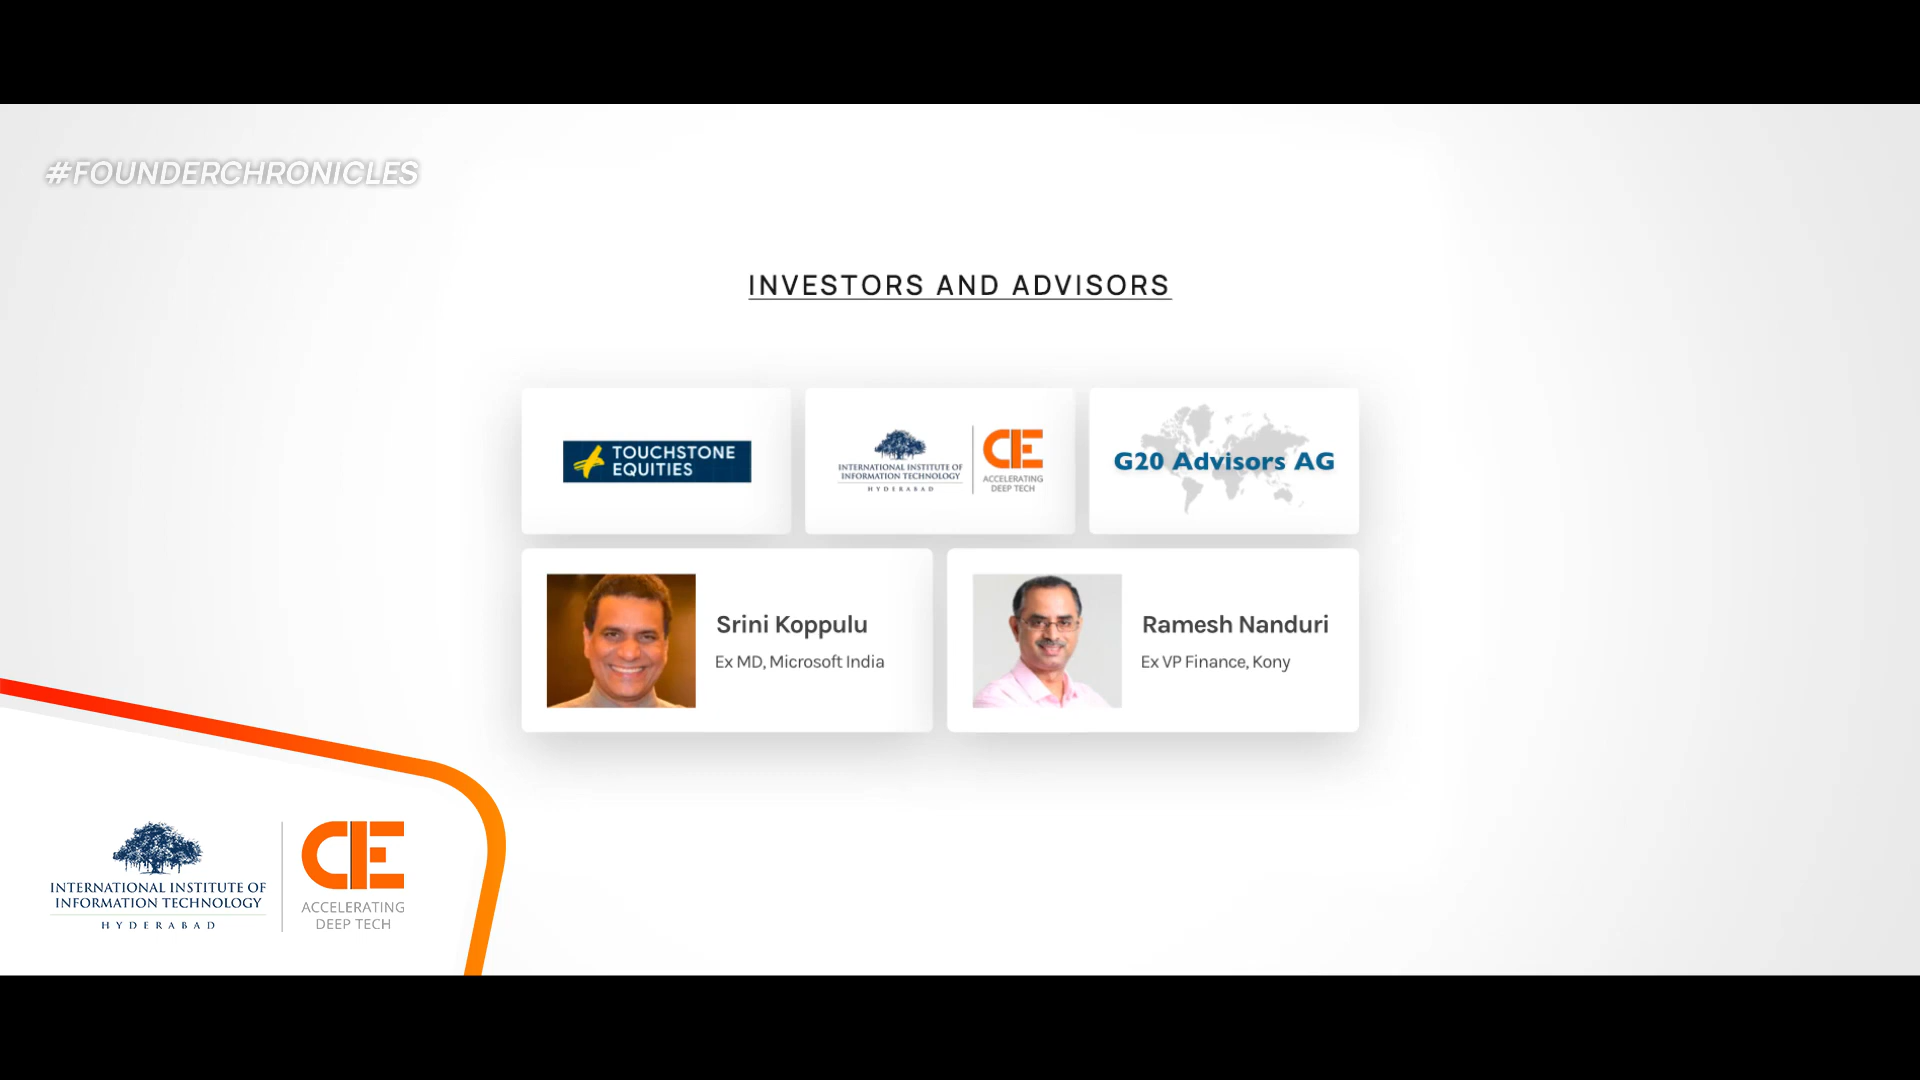 #FOUNDERCHRONICLES
INVESTORS AND ADVISORS
TOUCHSTONE
EQUITIES
INTERNATIONAL INSTITUTE OF
INFORMATION TECHNOLOGY
HYDERABAD
CIE
ACCELERATING
DEEP TECH
G20 Advisors AG
Srini Koppulu
Ex MD, Microsoft India
Ramesh Nanduri
Ex VP Finance, Kony
INTERNATIONAL INSTITUTE OF
INFORMATION TECHNOLOGY
HYDERABAD
CIE
ACCELERATING
DEEP TECH